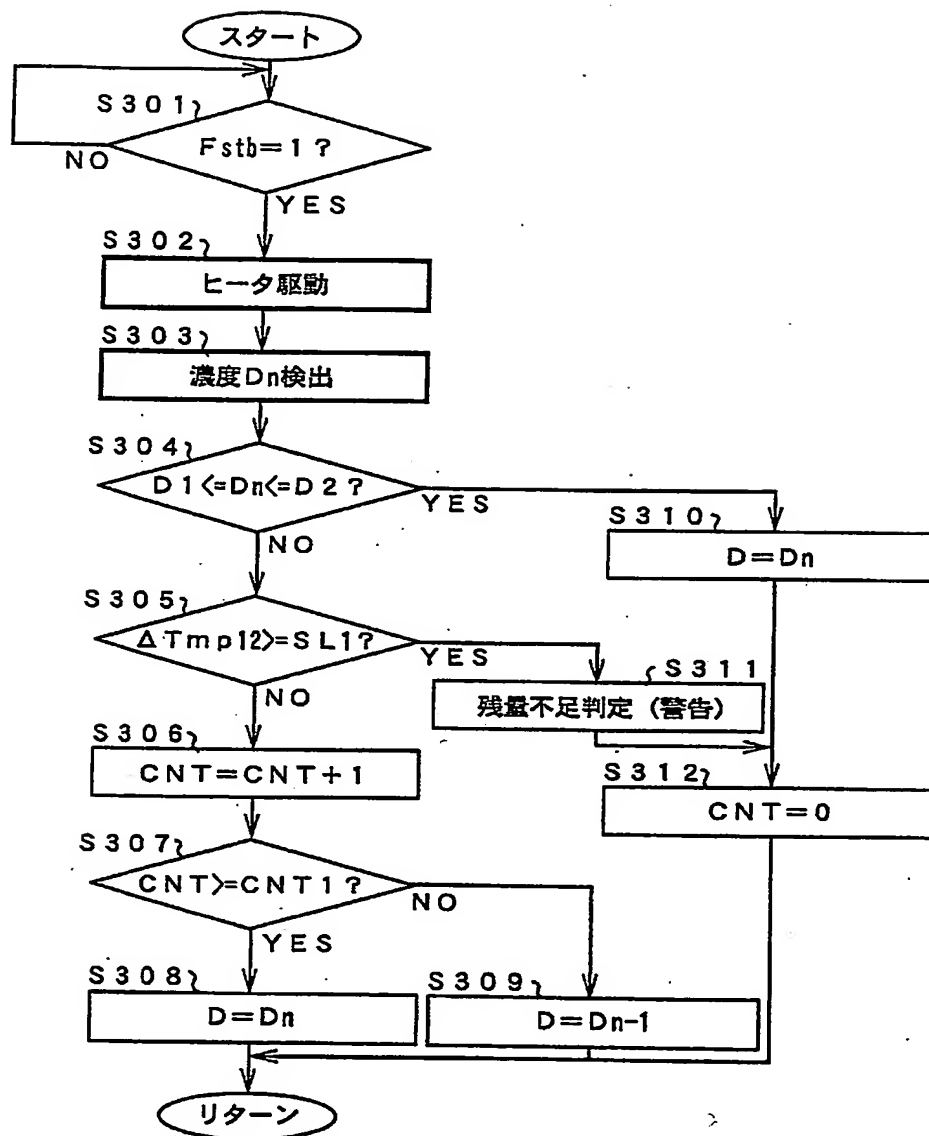 スタート
S301
Fstb=1?
NO
YES
S302
ヒータ駆動
S303
濃度Dn検出
S304
D1<=Dn<=D2?
YES
NO
S310
D=Dn
S305
ΔTmp12>=SL1?
YES
NO
S311
残量不足判定(警告)
S306
CNT=CNT+1
S312
CNT=0
S307
CNT>=CNT1?
NO
YES
S308
D=Dn
S309
D=Dn-1
リターン